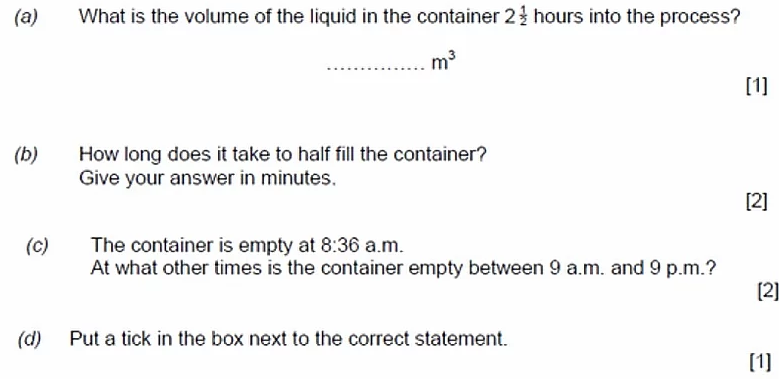 (a) What is the volume of the liquid in the container 2 ½ hours into the process?
............... m³
[1]
(b) How long does it take to half fill the container?
Give your answer in minutes.
[2]
(c) The container is empty at 8:36 a.m.
At what other times is the container empty between 9 a.m. and 9 p.m.?
[2]
(d) Put a tick in the box next to the correct statement.
[1]